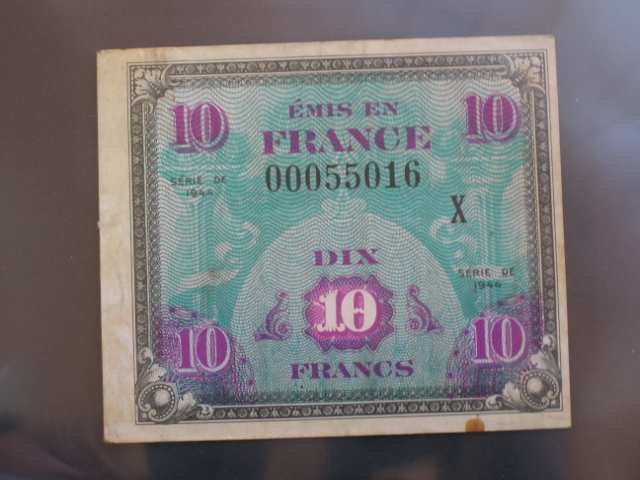 10 ÉMIS EN 10
FRANCE
00055016
SÉRIE DE
1944
X
DIX
SÉRIE DE
1944
10
10 10
FRANCS